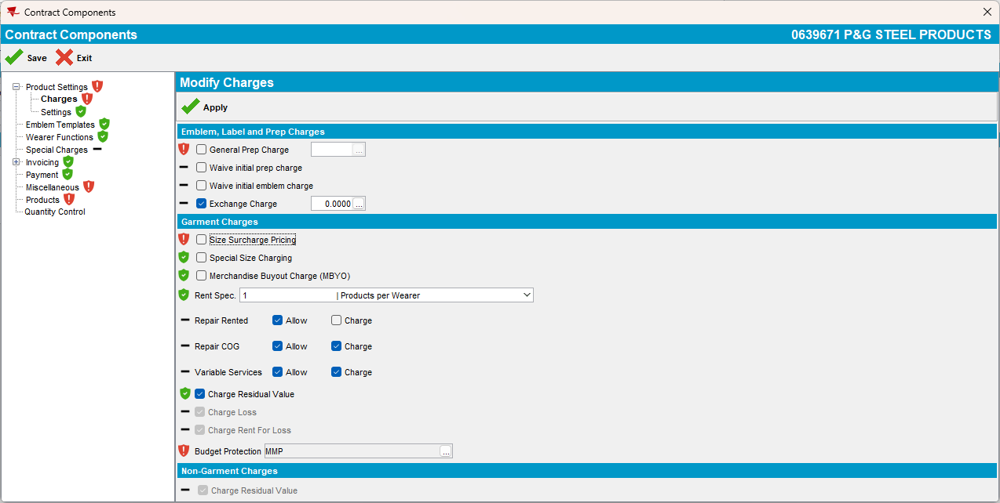 Contract Components
Contract Components 0639671 P&G STEEL PRODUCTS
Save Exit
Product Settings
Charges
Settings
Emblem Templates
Wearer Functions
Special Charges
Invoicing
Payment
Miscellaneous
Products
Quantity Control
Modify Charges
Apply
Emblem, Label and Prep Charges
General Prep Charge ...
Waive initial prep charge
Waive initial emblem charge
Exchange Charge 0.0000 ...
Garment Charges
Size Surcharge Pricing
Special Size Charging
Merchandise Buyout Charge (MBYO)
Rent Spec. 1 | Products per Wearer
Repair Rented Allow Charge
Repair COG Allow Charge
Variable Services Allow Charge
Charge Residual Value
Charge Loss
Charge Rent For Loss
Budget Protection MMP ...
Non-Garment Charges
Charge Residual Value